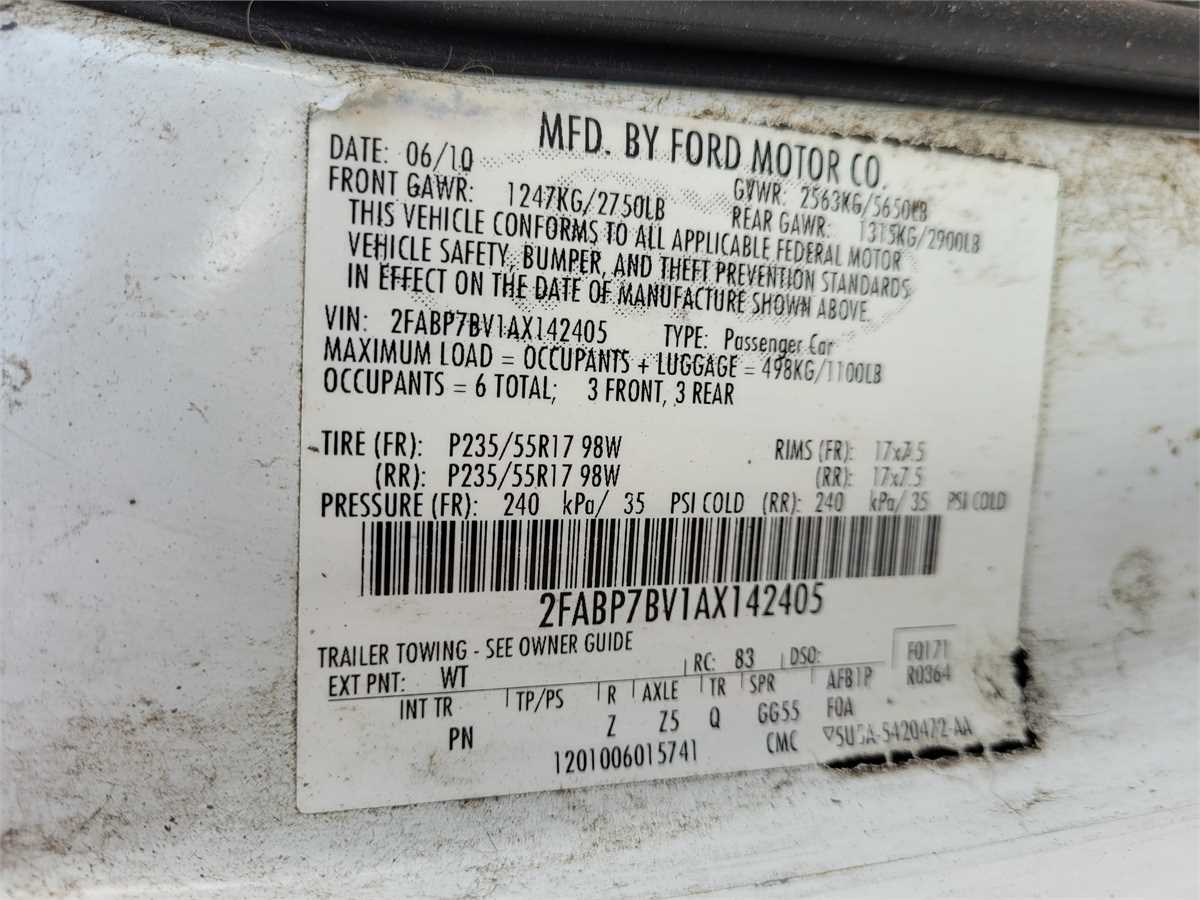 MFD. BY FORD MOTOR CO.
DATE: 06/10
GVWR: 2563KG/5650LB
FRONT GAWR: 1247KG/2750LB
REAR GAWR: 1315KG/2900LB
THIS VEHICLE CONFORMS TO ALL APPLICABLE FEDERAL MOTOR
VEHICLE SAFETY, BUMPER, AND THEFT PREVENTION STANDARDS
IN EFFECT ON THE DATE OF MANUFACTURE SHOWN ABOVE.
VIN: 2FABP7BV1AX142405 TYPE: Passenger Car
MAXIMUM LOAD = OCCUPANTS + LUGGAGE = 498KG/1100LB
OCCUPANTS = 6 TOTAL; 3 FRONT, 3 REAR
TIRE (FR): P235/55R17 98W RIMS (FR): 17x7.5
(RR): P235/55R17 98W (RR): 17x7.5
PRESSURE (FR): 240 kPa/ 35 PSI COLD (RR): 240 kPa/ 35 PSI COLD
2FABP7BV1AX142405
TRAILER TOWING - SEE OWNER GUIDE
EXT PNT: WT RC: 83 DSO: F0171
R0364
INT TR TP/PS R AXLE TR SPR AFB1P
PN Z Z5 Q GG55 FOA
1201006015741 CMC ▽5U5A-5420472-AA